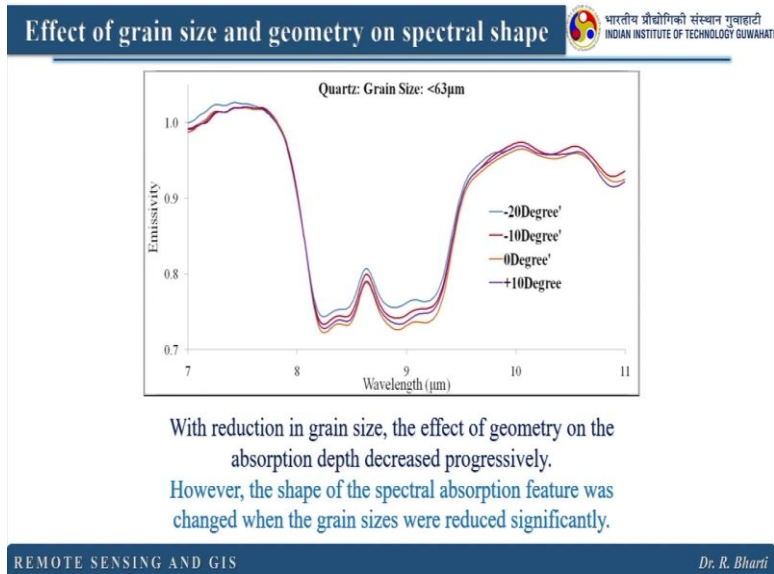 Effect of grain size and geometry on spectral shape
भारतीय प्रौद्योगिकी संस्थान गुवाहाटी
INDIAN INSTITUTE OF TECHNOLOGY GUWAHATI
Quartz: Grain Size: <63μm
Emissivity
1.0
0.9
0.8
0.7
-20Degree'
-10Degree'
0Degree'
+10Degree
7 8 9 10 11
Wavelength (μm)
With reduction in grain size, the effect of geometry on the
absorption depth decreased progressively.
However, the shape of the spectral absorption feature was
changed when the grain sizes were reduced significantly.
REMOTE SENSING AND GIS
Dr. R. Bharti